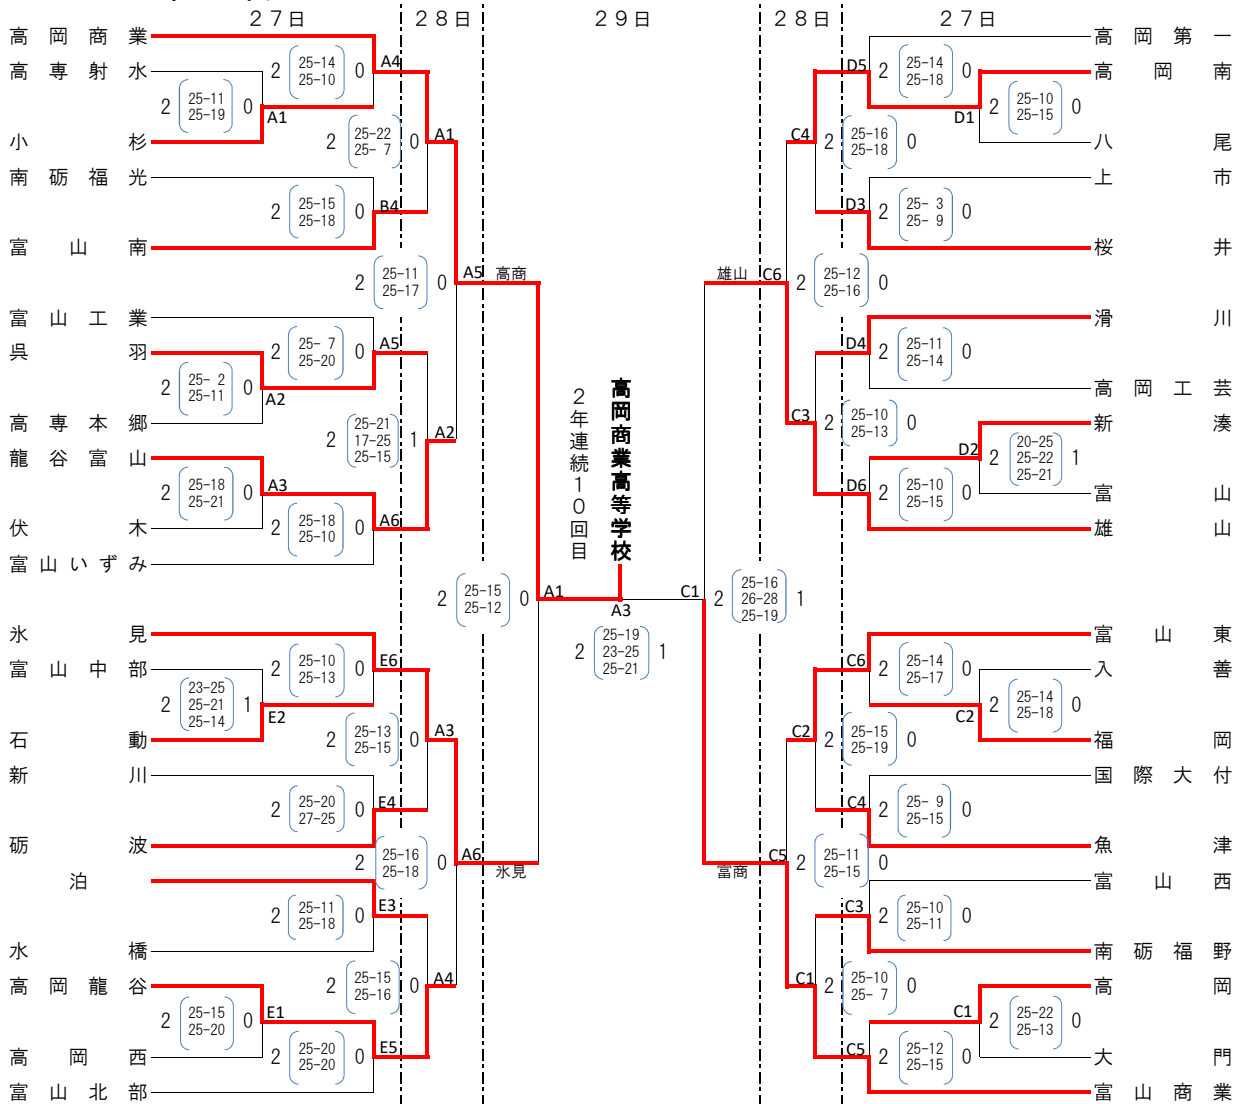 27日 28日 29日 28日 27日
高岡商業
高専射水
小杉
南砺福光
富山南
富山工業
呉羽
高専本郷
龍谷富山
伏木
富山いずみ
氷見
富山中部
石動
新川
砺波
泊
水橋
高岡龍谷
高岡西
富山北部
2 25-11 25-19 0 A1
2 25-14 25-10 0 A4
2 25-15 25-18 0 B4
2 25-22 25-7 0 A1
2 25-2 25-11 0 A2
2 25-7 25-20 0 A5
2 25-18 25-21 0 A3
2 25-18 25-10 0 A6
2 25-21 17-25 25-15 1 A2
2 25-11 25-17 0 A5 高商
2 23-25 25-21 25-14 1 E2
2 25-10 25-13 0 E6
2 25-20 27-25 0 E4
2 25-13 25-15 0 A3
2 25-11 25-18 0 E3
2 25-15 25-20 0 E1
2 25-20 25-20 0 E5
2 25-15 25-16 0 A4
2 25-16 25-18 0 A6 氷見
2 25-15 25-12 0 A1
高岡商業高等学校
2年連続10回目
A3
2 25-19 23-25 25-21 1
C1 2 25-16 26-28 25-19 1
雄山 C6 2 25-12 25-16 0
C4 2 25-16 25-18 0
D5 2 25-14 25-18 0
D1 2 25-10 25-15 0
D3 2 25-3 25-9 0
C3 2 25-10 25-13 0
D4 2 25-11 25-14 0
D2 2 20-25 25-22 25-21 1
D6 2 25-10 25-15 0
富商 C5 2 25-11 25-15 0
C2 2 25-15 25-19 0
C6 2 25-14 25-17 0
C2 2 25-14 25-18 0
C4 2 25-9 25-15 0
C3 2 25-10 25-11 0
C1 2 25-10 25-7 0
C1 2 25-22 25-13 0
C5 2 25-12 25-15 0
高岡第一
高岡南
八尾
上市
桜井
滑川
高岡工芸
新湊
富山
雄山
富山東
入善
福岡
国際大付
魚津
富山西
南砺福野
高岡
大門
富山商業